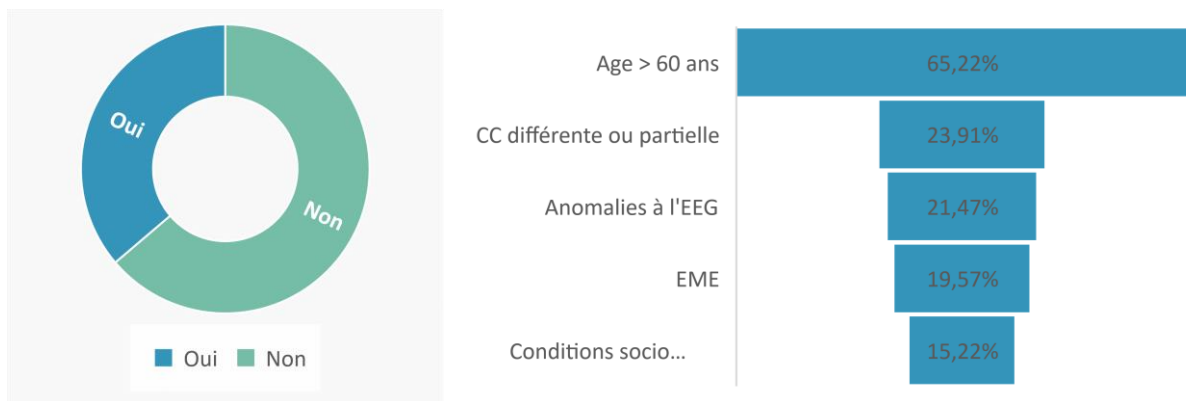 Oui
Non
Oui Non
Age > 60 ans 65,22%
CC différente ou partielle 23,91%
Anomalies à l'EEG 21,47%
EME 19,57%
Conditions socio... 15,22%